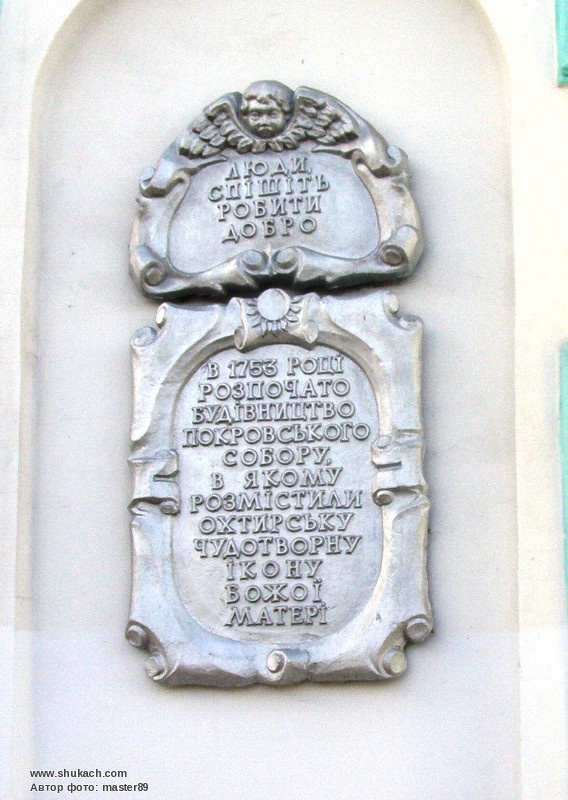 ЛЮДИ,
СПІШІТЬ
РОБИТИ
ДОБРО
В 1753 РОЦІ
РОЗПОЧАТО
БУДІВНИЦТВО
ПОКРОВСЬКОГО
СОБОРУ,
В ЯКОМУ
РОЗМІСТИЛИ
ОХТИРСЬКУ
ЧУДОТВОРНУ
ІКОНУ
БОЖОЇ
МАТЕРІ
www.shukach.com
Автор фото: master89